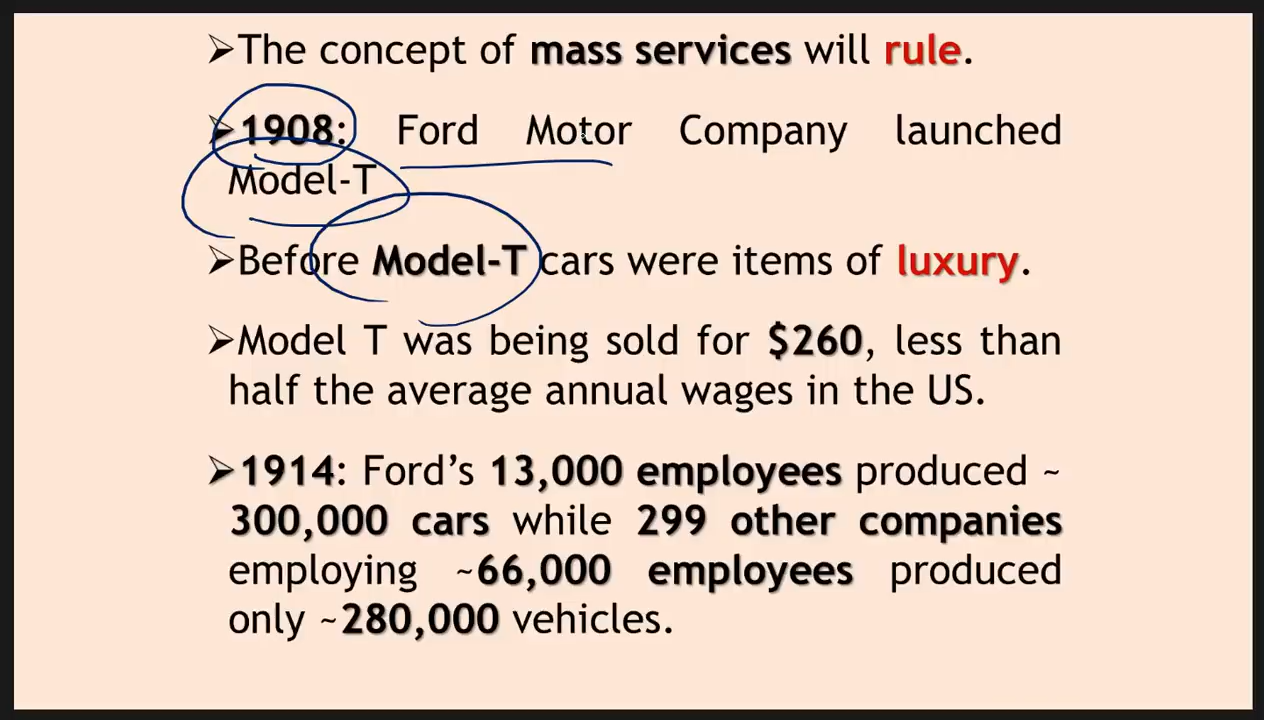 ➢The concept of mass services will rule.
➢1908: Ford Motor Company launched
Model-T
➢Before Model-T cars were items of luxury.
➢Model T was being sold for $260, less than
half the average annual wages in the US.
➢1914: Ford’s 13,000 employees produced ~
300,000 cars while 299 other companies
employing ~66,000 employees produced
only ~280,000 vehicles.